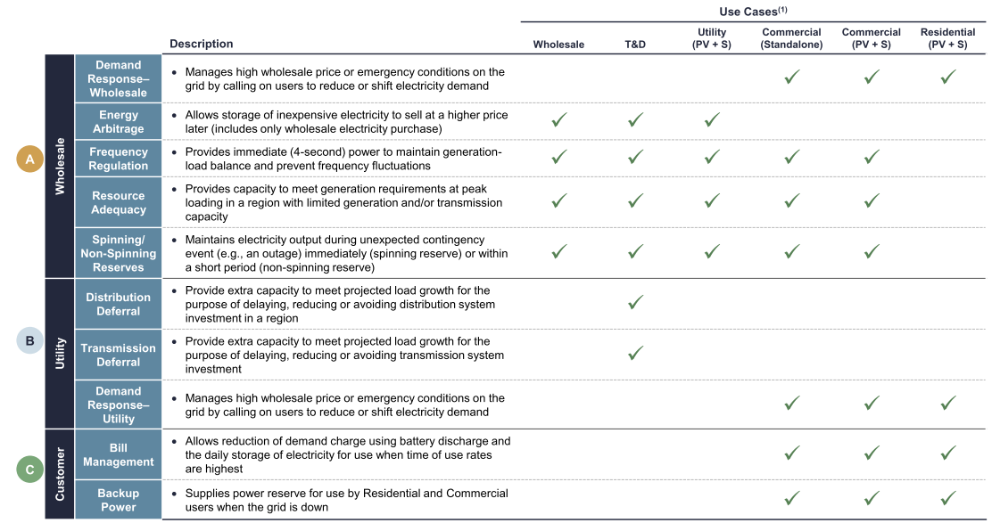 Use Cases(1)
Description
Wholesale
T&D
Utility
(PV + S)
Commercial
(Standalone)
Commercial
(PV + S)
Residential
(PV + S)
A
Wholesale
Demand
Response–
Wholesale
• Manages high wholesale price or emergency conditions on the
grid by calling on users to reduce or shift electricity demand
✓ ✓ ✓
Energy
Arbitrage
• Allows storage of inexpensive electricity to sell at a higher price
later (includes only wholesale electricity purchase)
✓ ✓ ✓
Frequency
Regulation
• Provides immediate (4-second) power to maintain generation-
load balance and prevent frequency fluctuations
✓ ✓ ✓ ✓ ✓
Resource
Adequacy
• Provides capacity to meet generation requirements at peak
loading in a region with limited generation and/or transmission
capacity
✓ ✓ ✓ ✓ ✓
Spinning/
Non-Spinning
Reserves
• Maintains electricity output during unexpected contingency
event (e.g., an outage) immediately (spinning reserve) or within
a short period (non-spinning reserve)
✓ ✓ ✓ ✓ ✓
B
Utility
Distribution
Deferral
• Provide extra capacity to meet projected load growth for the
purpose of delaying, reducing or avoiding distribution system
investment in a region
✓
Transmission
Deferral
• Provide extra capacity to meet projected load growth for the
purpose of delaying, reducing or avoiding transmission system
investment
✓
Demand
Response–
Utility
• Manages high wholesale price or emergency conditions on the
grid by calling on users to reduce or shift electricity demand
✓ ✓ ✓
C
Customer
Bill
Management
• Allows reduction of demand charge using battery discharge and
the daily storage of electricity for use when time of use rates
are highest
✓ ✓ ✓
Backup
Power
• Supplies power reserve for use by Residential and Commercial
users when the grid is down
✓ ✓ ✓